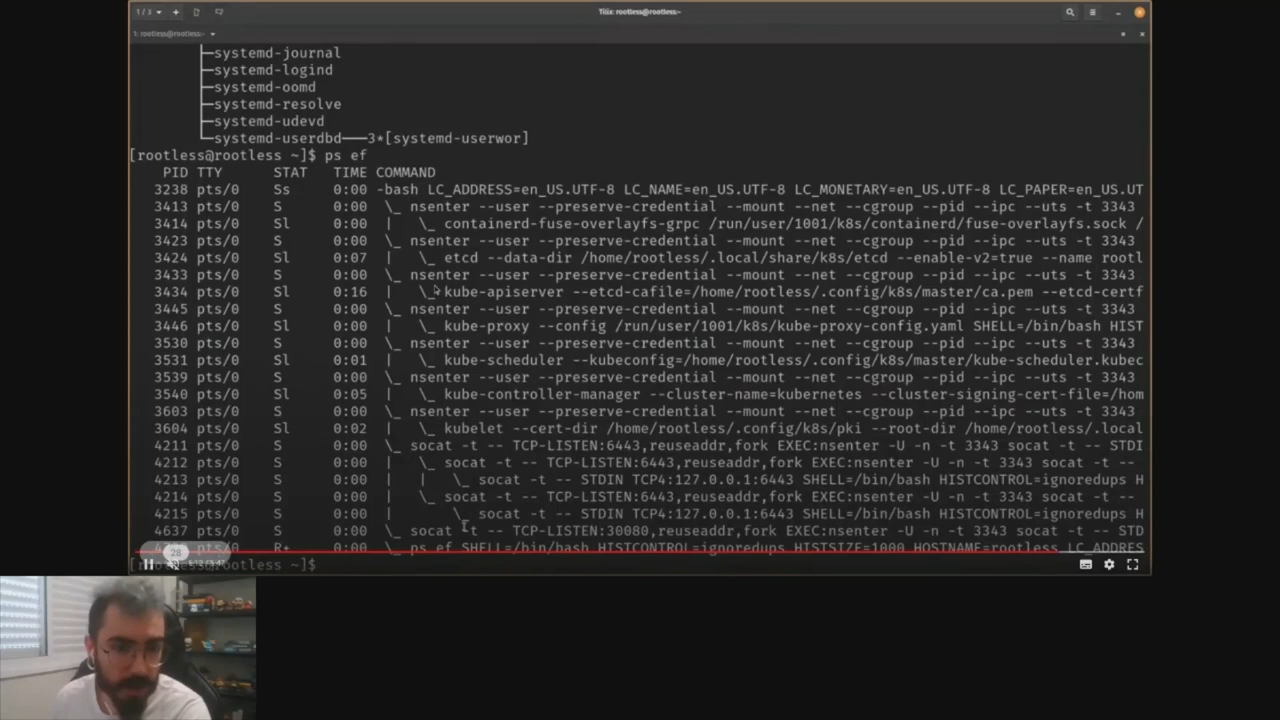 1 / 3
Tilix: rootless@rootless:~
1: rootless@rootless:~
├─systemd-journal
├─systemd-logind
├─systemd-oomd
├─systemd-resolve
├─systemd-udevd
└─systemd-userdbd───3*[systemd-userwor]
[rootless@rootless ~]$ ps ef
PID TTY STAT TIME COMMAND
3238 pts/0 Ss 0:00 -bash LC_ADDRESS=en_US.UTF-8 LC_NAME=en_US.UTF-8 LC_MONETARY=en_US.UTF-8 LC_PAPER=en_US.UT
3413 pts/0 S 0:00 \_ nsenter --user --preserve-credential --mount --net --cgroup --pid --ipc --uts -t 3343
3414 pts/0 Sl 0:00 | \_ containerd-fuse-overlayfs-grpc /run/user/1001/k8s/containerd/fuse-overlayfs.sock /
3423 pts/0 S 0:00 \_ nsenter --user --preserve-credential --mount --net --cgroup --pid --ipc --uts -t 3343
3424 pts/0 Sl 0:07 | \_ etcd --data-dir /home/rootless/.local/share/k8s/etcd --enable-v2=true --name rootl
3433 pts/0 S 0:00 \_ nsenter --user --preserve-credential --mount --net --cgroup --pid --ipc --uts -t 3343
3434 pts/0 Sl 0:16 | \_ kube-apiserver --etcd-cafile=/home/rootless/.config/k8s/master/ca.pem --etcd-certf
3445 pts/0 S 0:00 \_ nsenter --user --preserve-credential --mount --net --cgroup --pid --ipc --uts -t 3343
3446 pts/0 Sl 0:00 | \_ kube-proxy --config /run/user/1001/k8s/kube-proxy-config.yaml SHELL=/bin/bash HIST
3530 pts/0 S 0:00 \_ nsenter --user --preserve-credential --mount --net --cgroup --pid --ipc --uts -t 3343
3531 pts/0 Sl 0:01 | \_ kube-scheduler --kubeconfig=/home/rootless/.config/k8s/master/kube-scheduler.kubec
3539 pts/0 S 0:00 \_ nsenter --user --preserve-credential --mount --net --cgroup --pid --ipc --uts -t 3343
3540 pts/0 Sl 0:05 | \_ kube-controller-manager --cluster-name=kubernetes --cluster-signing-cert-file=/hom
3603 pts/0 S 0:00 \_ nsenter --user --preserve-credential --mount --net --cgroup --pid --ipc --uts -t 3343
3604 pts/0 Sl 0:02 | \_ kubelet --cert-dir /home/rootless/.config/k8s/pki --root-dir /home/rootless/.local
4211 pts/0 S 0:00 \_ socat -t -- TCP-LISTEN:6443,reuseaddr,fork EXEC:nsenter -U -n -t 3343 socat -t -- STDI
4212 pts/0 S 0:00 | \_ socat -t -- TCP-LISTEN:6443,reuseaddr,fork EXEC:nsenter -U -n -t 3343 socat -t --
4213 pts/0 S 0:00 | | \_ socat -t -- STDIN TCP4:127.0.0.1:6443 SHELL=/bin/bash HISTCONTROL=ignoredups H
4214 pts/0 S 0:00 | \_ socat -t -- TCP-LISTEN:6443,reuseaddr,fork EXEC:nsenter -U -n -t 3343 socat -t --
4215 pts/0 S 0:00 | \_ socat -t -- STDIN TCP4:127.0.0.1:6443 SHELL=/bin/bash HISTCONTROL=ignoredups H
4637 pts/0 S 0:00 \_ socat -t -- TCP-LISTEN:30080,reuseaddr,fork EXEC:nsenter -U -n -t 3343 socat -t -- STD
28 R+ 0:00 \_ ps ef SHELL=/bin/bash HISTCONTROL=ignoredups HISTSIZE=1000 HOSTNAME=rootless LC_ADDRES
[rootless@rootless ~]$